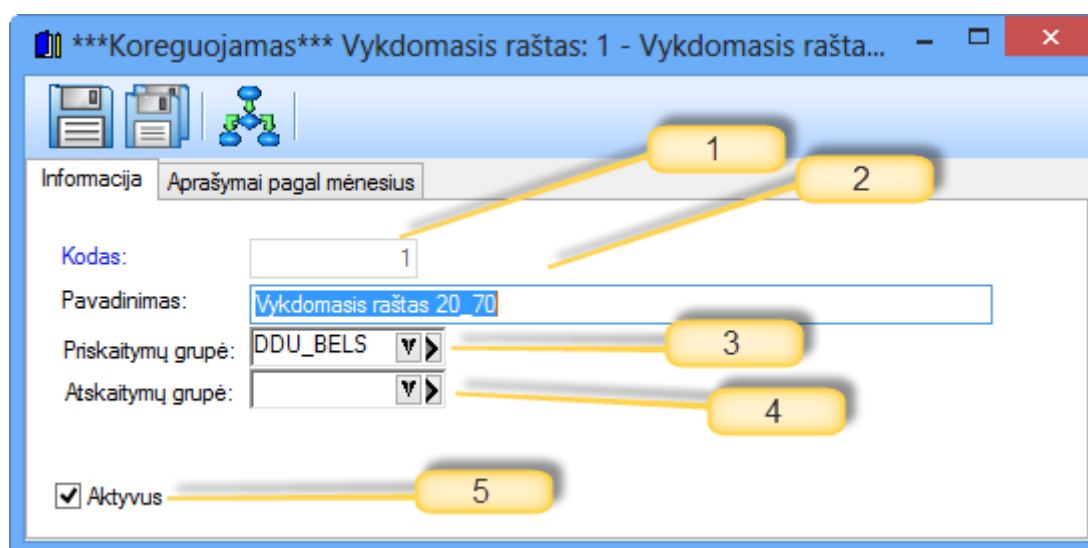 ***Koreguojamas*** Vykdomasis raštas: 1 - Vykdomasis rašta...
Informacija Aprašymai pagal mėnesius
1
2
Kodas: 1
Pavadinimas: Vykdomasis raštas 20_70
Priskaitymų grupė: DDU_BELS 3
Atskaitymų grupė: 4
Aktyvus 5